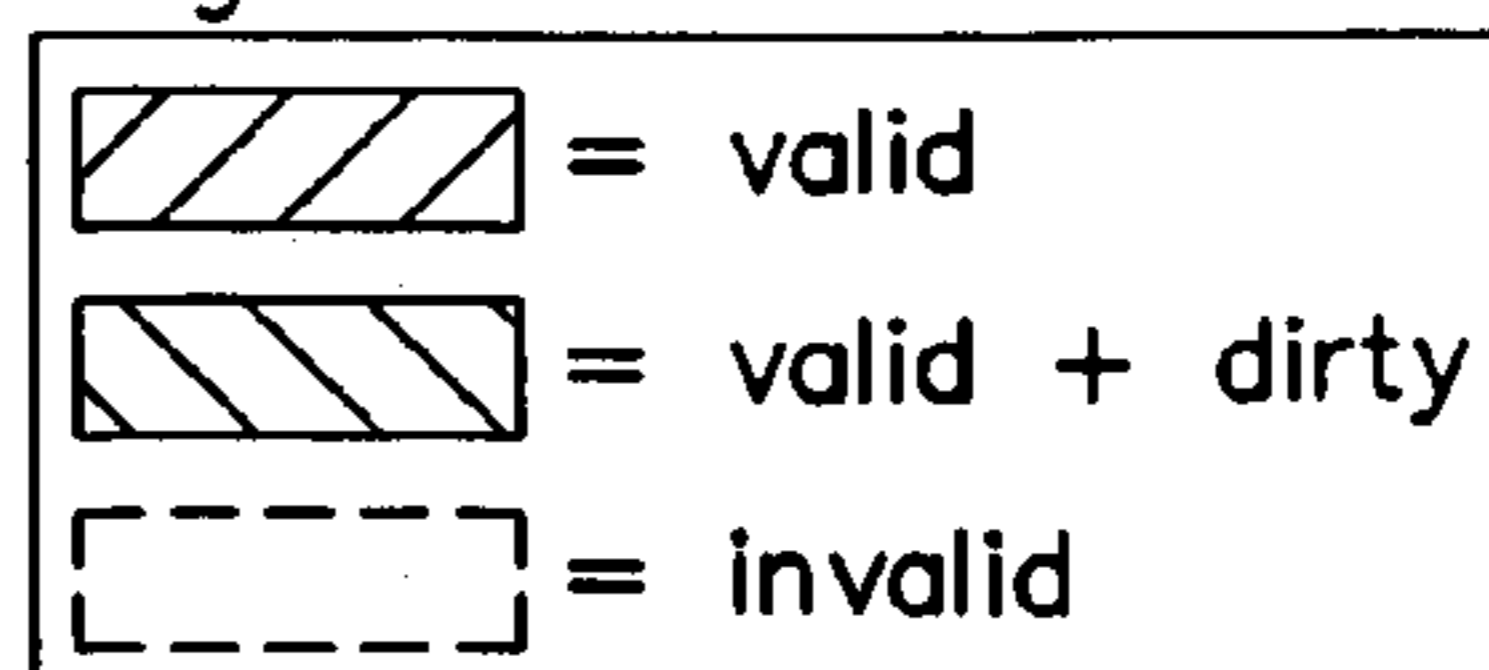 = valid
= valid + dirty
= invalid